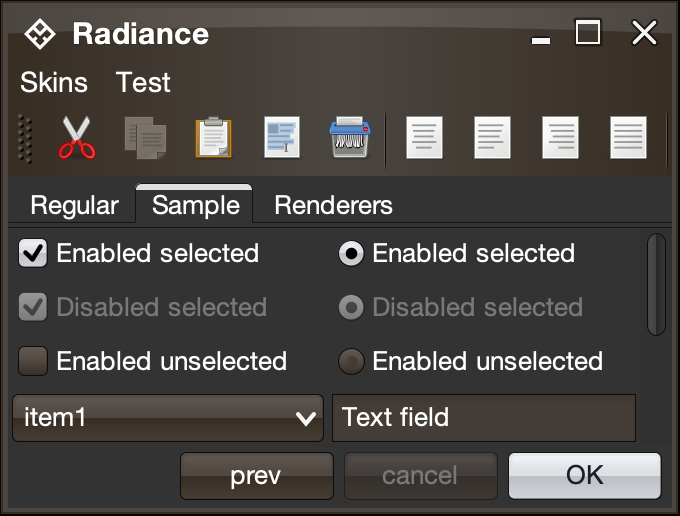 Radiance
Skins Test
Regular Sample Renderers
Enabled selected Enabled selected
Disabled selected Disabled selected
Enabled unselected Enabled unselected
item1 Text field
prev cancel OK